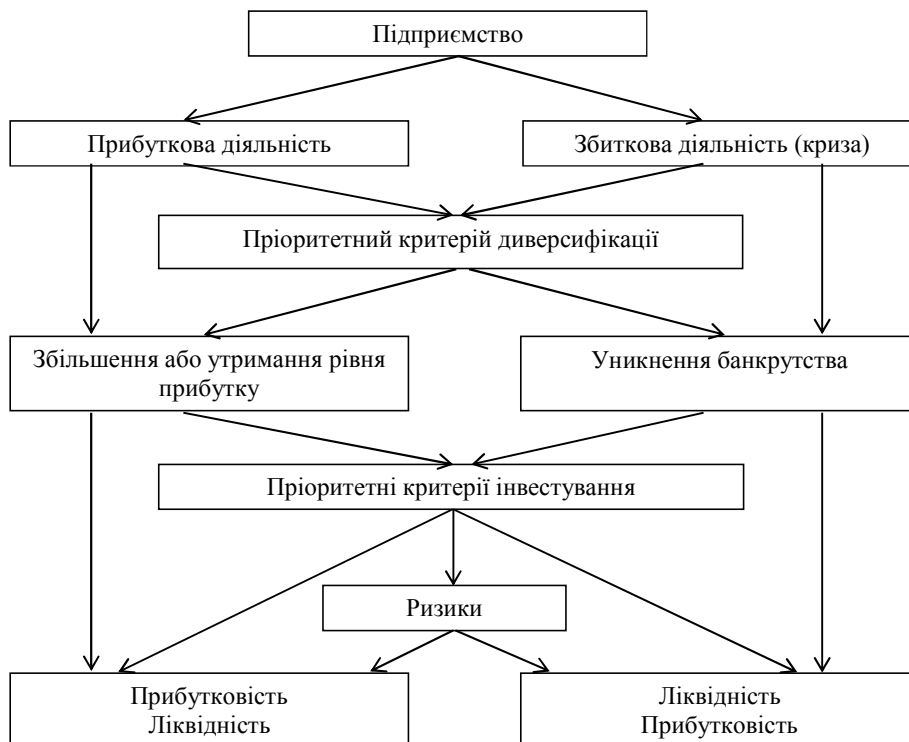 Підприємство
Прибуткова діяльність
Збиткова діяльність (криза)
Пріоритетний критерій диверсифікації
Збільшення або утримання рівня
прибутку
Уникнення банкрутства
Пріоритетні критерії інвестування
Ризики
Прибутковість
Ліквідність
Ліквідність
Прибутковість